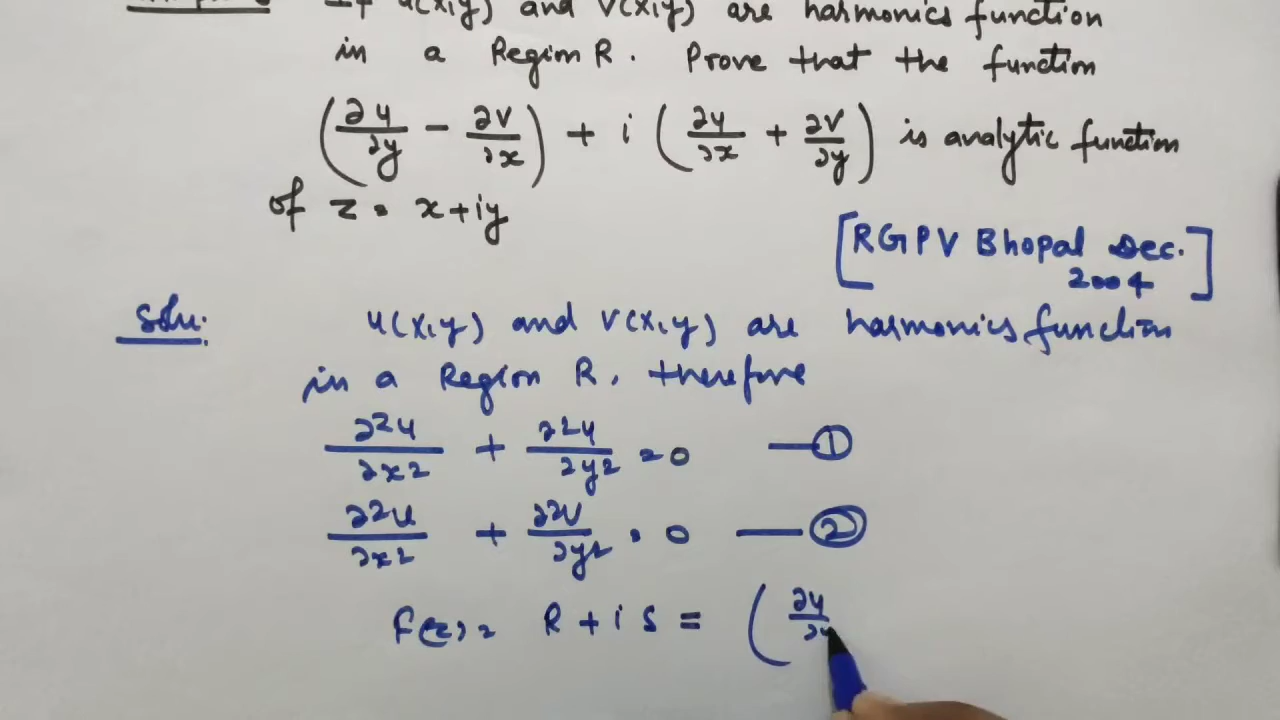 If u(x,y) and v(x,y) are harmonics function
in a Region R. Prove that the function
(∂u/∂y - ∂v/∂x) + i (∂u/∂x + ∂v/∂y) is analytic function
of z = x+iy
[RGPV Bhopal Dec. 2004]
Solu. u(x,y) and v(x,y) are harmonics function
in a Region R, therefore
∂²u/∂x² + ∂²u/∂y² = 0 —①
∂²u/∂x² + ∂²v/∂y² = 0 —②
F(z) = R + i S = ( ∂u/∂y